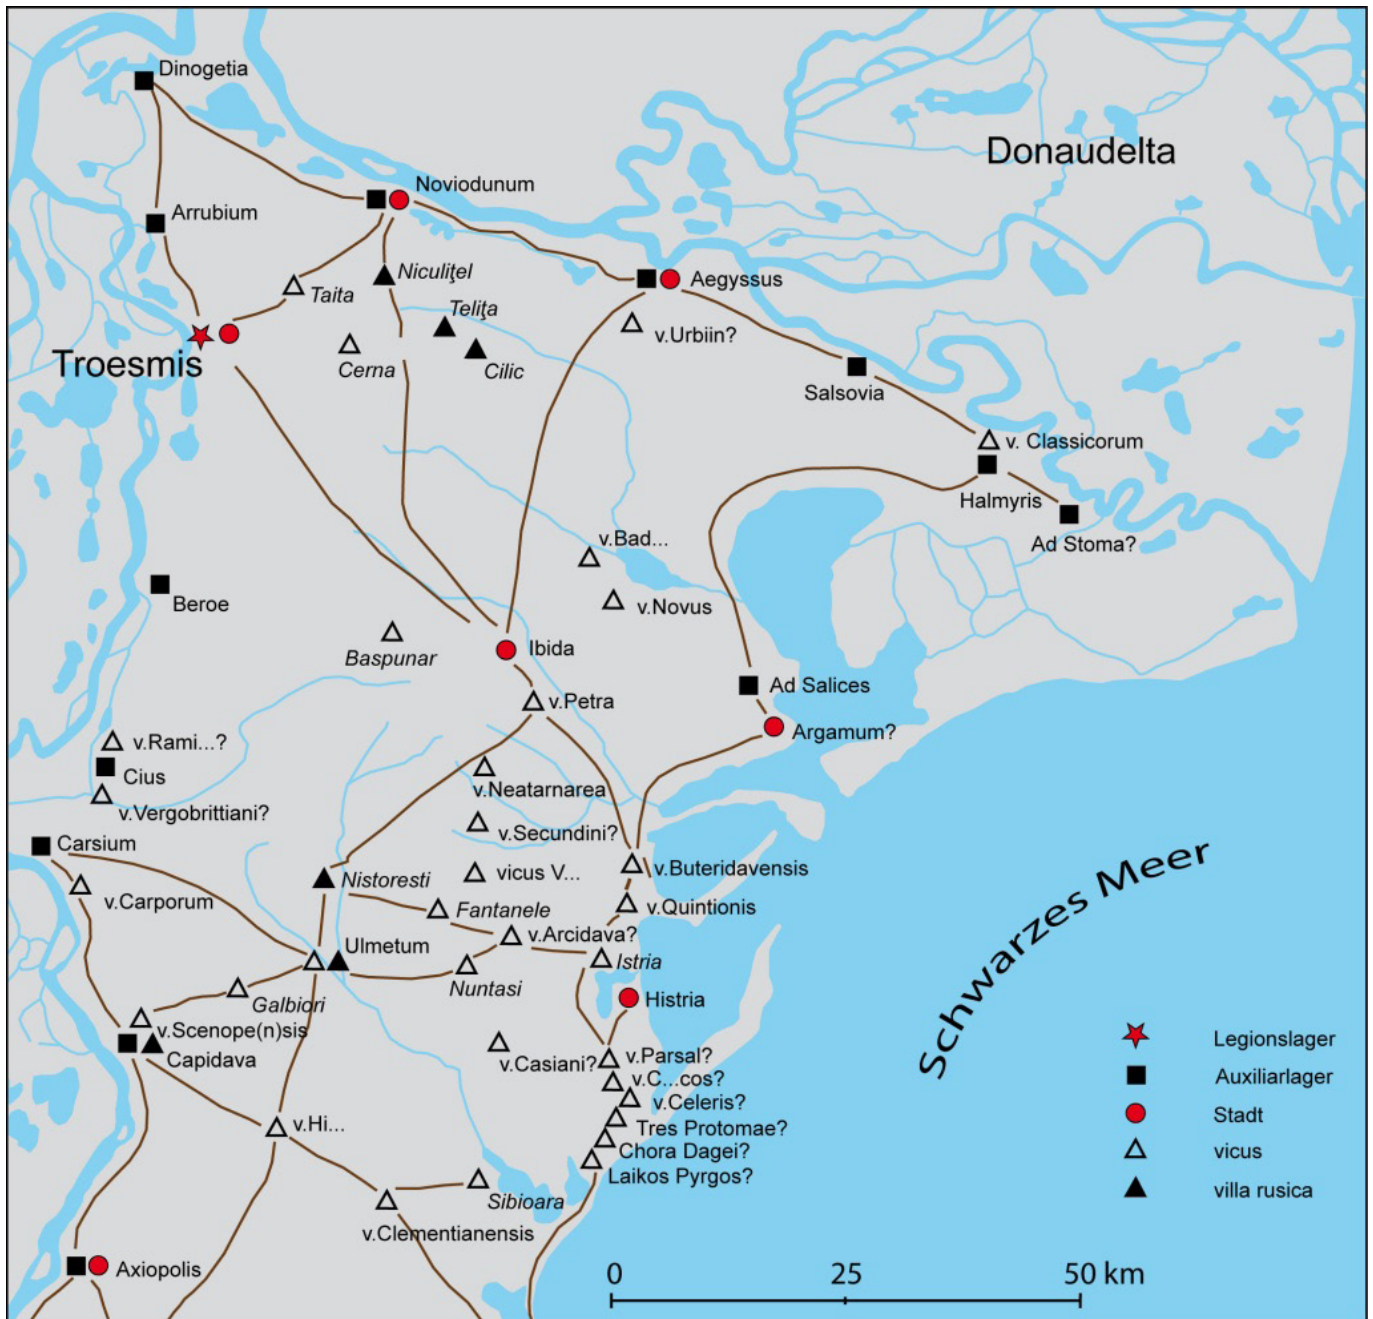 Dinogetia
Donaudelta
Noviodunum
Arrubium
Niculiţel
Aegyssus
Taita
Teliţa
v.Urbiin?
Troesmis
Cerna
Cilic
Salsovia
v. Classicorum
Halmyris
Ad Stoma?
v.Bad...
Beroe
v.Novus
Baspunar
Ibida
Ad Salices
v.Petra
Argamum?
v.Rami...?
Cius
v.Neatarnarea
v.Vergobrittiani?
v.Secundini?
Carsium
v.Buteridavensis
vicus V...
Nistoresti
v.Carporum
Fantanele
v.Quintionis
v.Arcidava?
Ulmetum
Istria
Nuntasi
Galbiori
Histria
v.Scenope(n)sis
Capidava
v.Casiani?
v.Parsal?
v.C...cos?
v.Celeris?
v.Hi...
Tres Protomae?
Chora Dagei?
Laikos Pyrgos?
Sibioara
v.Clementianensis
Axiopolis
Schwarzes Meer
Legionslager
Auxiliarlager
Stadt
vicus
villa rusica
0 25 50 km